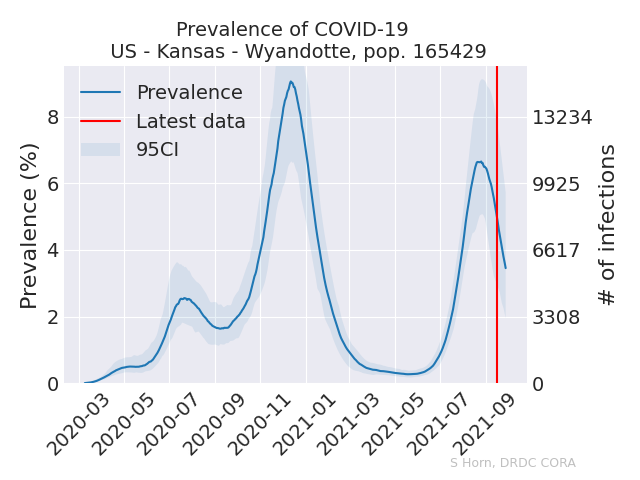 Prevalence of COVID-19
US - Kansas - Wyandotte, pop. 165429
Prevalence
Latest data
95CI
Prevalence (%)
8
6
4
2
0
13234
9925
6617
3308
0
# of infections
2020-03
2020-05
2020-07
2020-09
2020-11
2021-01
2021-03
2021-05
2021-07
2021-09
S Horn, DRDC CORA